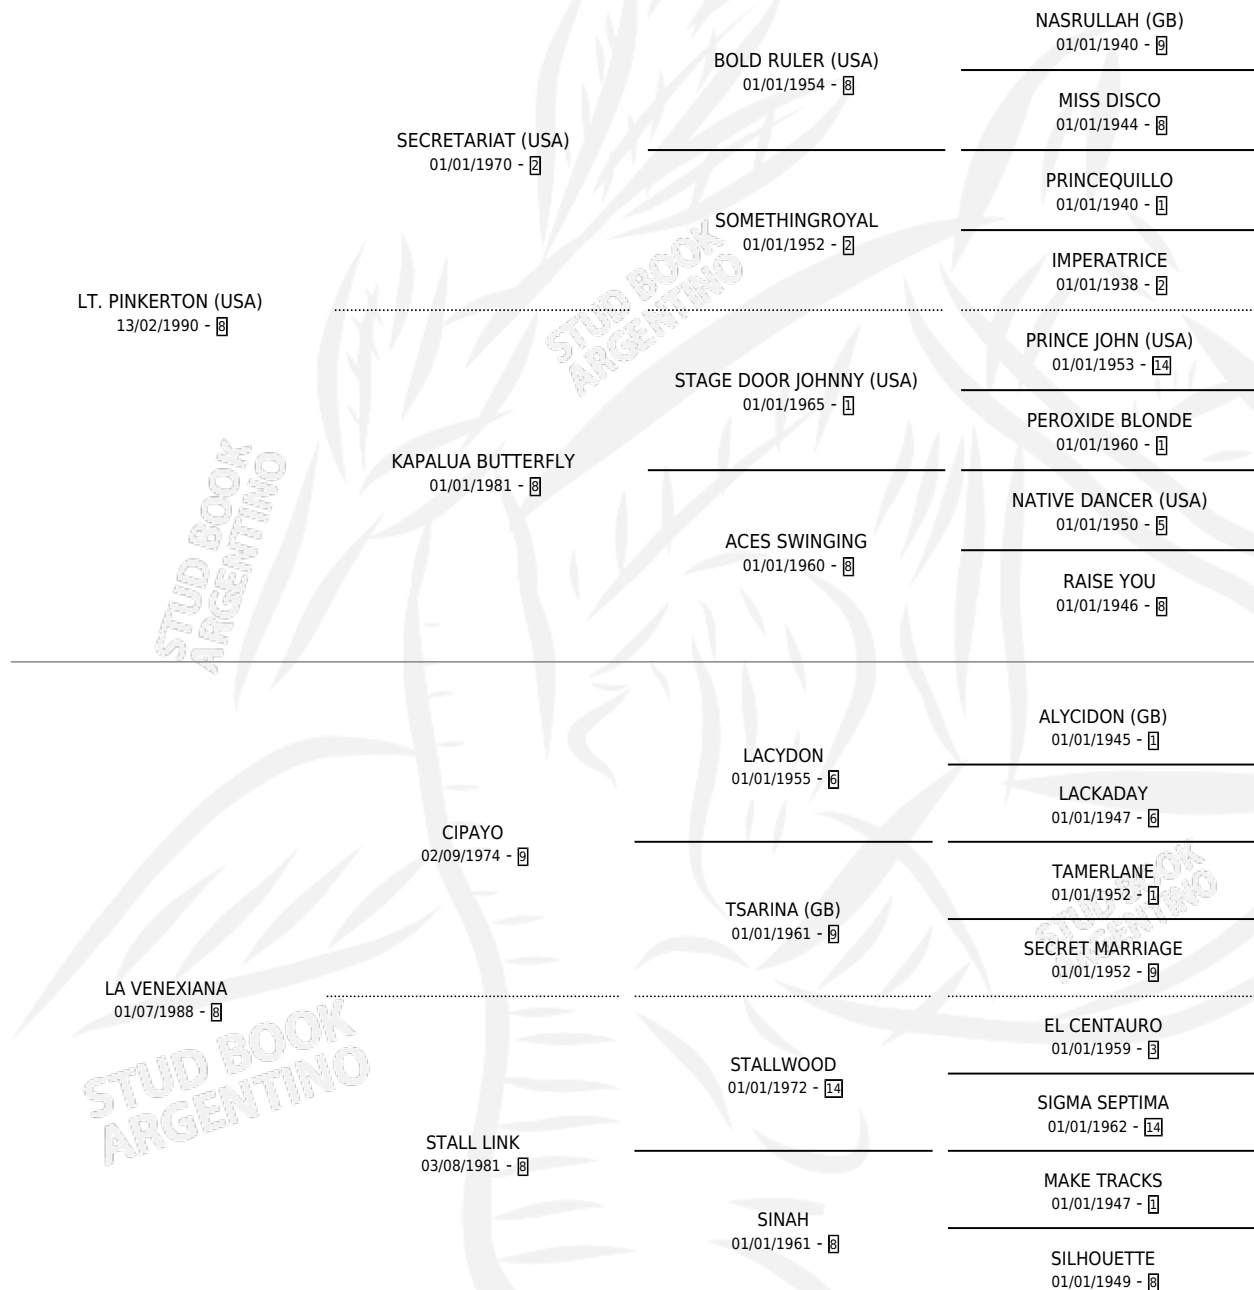 NASRULLAH (GB)
01/01/1940 - 9
BOLD RULER (USA)
01/01/1954 - 8
MISS DISCO
01/01/1944 - 8
SECRETARIAT (USA)
01/01/1970 - 2
PRINCEQUILLO
01/01/1940 - 1
SOMETHINGROYAL
01/01/1952 - 2
IMPERATRICE
01/01/1938 - 2
LT. PINKERTON (USA)
13/02/1990 - 8
PRINCE JOHN (USA)
01/01/1953 - 14
STAGE DOOR JOHNNY (USA)
01/01/1965 - 1
PEROXIDE BLONDE
01/01/1960 - 1
KAPALUA BUTTERFLY
01/01/1981 - 8
NATIVE DANCER (USA)
01/01/1950 - 5
ACES SWINGING
01/01/1960 - 8
RAISE YOU
01/01/1946 - 8
STUD BOOK
ARGENTINO
STUD BOOK
ARGENTINO
ALYCIDON (GB)
01/01/1945 - 1
LACYDON
01/01/1955 - 6
LACKADAY
01/01/1947 - 6
CIPAYO
02/09/1974 - 9
TAMERLANE
01/01/1952 - 1
TSARINA (GB)
01/01/1961 - 9
SECRET MARRIAGE
01/01/1952 - 9
LA VENEXIANA
01/07/1988 - 8
EL CENTAURO
01/01/1959 - 3
STALLWOOD
01/01/1972 - 14
SIGMA SEPTIMA
01/01/1962 - 14
STALL LINK
03/08/1981 - 8
MAKE TRACKS
01/01/1947 - 1
SINAH
01/01/1961 - 8
SILHOUETTE
01/01/1949 - 8
STUD BOOK
ARGENTINO
STUD BOOK
ARGENTINO